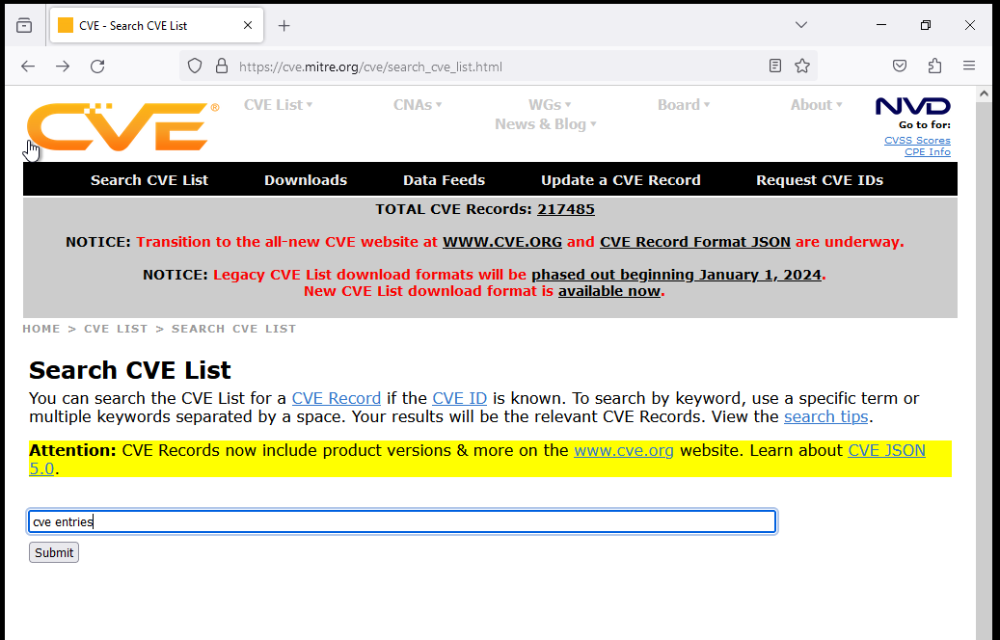 CVE - Search CVE List
https://cve.mitre.org/cve/search_cve_list.html
CVE®
CVE List▾ CNAs▾ WGs▾ Board▾ About▾
News & Blog▾
NVD
Go to for:
CVSS Scores
CPE Info
Search CVE List Downloads Data Feeds Update a CVE Record Request CVE IDs
TOTAL CVE Records: 217485
NOTICE: Transition to the all-new CVE website at WWW.CVE.ORG and CVE Record Format JSON are underway.
NOTICE: Legacy CVE List download formats will be phased out beginning January 1, 2024.
New CVE List download format is available now.
HOME > CVE LIST > SEARCH CVE LIST
Search CVE List
You can search the CVE List for a CVE Record if the CVE ID is known. To search by keyword, use a specific term or
multiple keywords separated by a space. Your results will be the relevant CVE Records. View the search tips.
Attention: CVE Records now include product versions & more on the www.cve.org website. Learn about CVE JSON
5.0.
cve entries
Submit